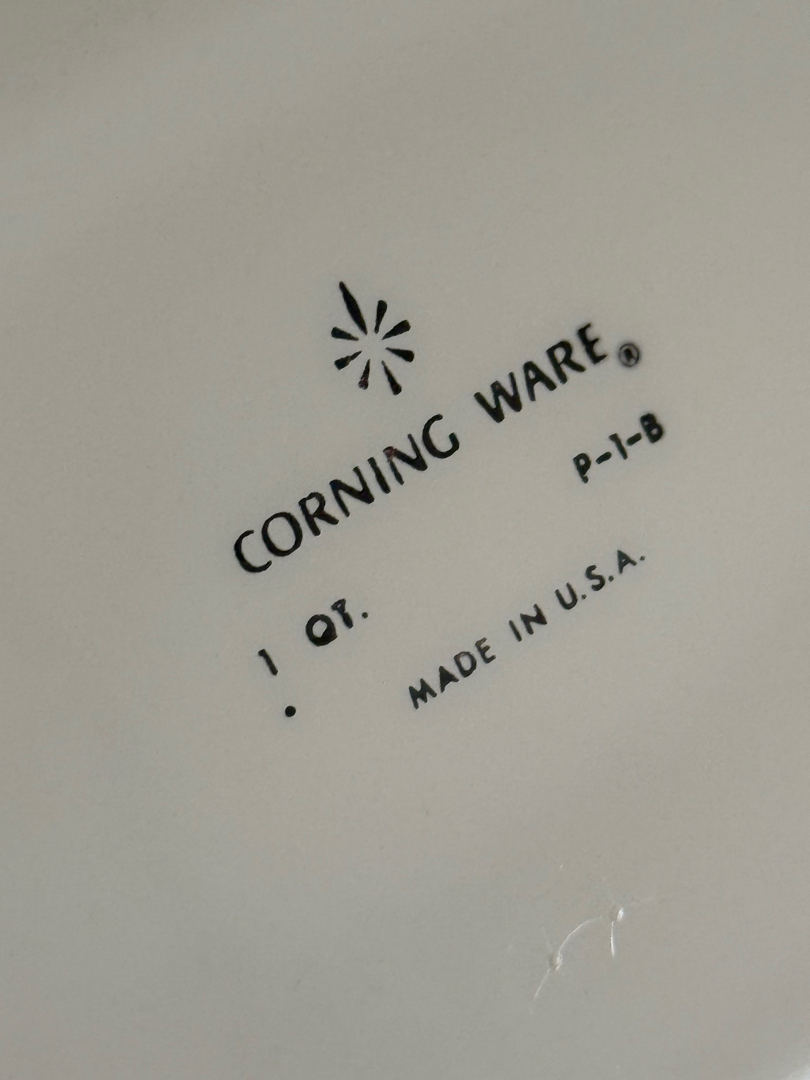 CORNING WARE®
P-1-B
1 QT.
MADE IN U.S.A.